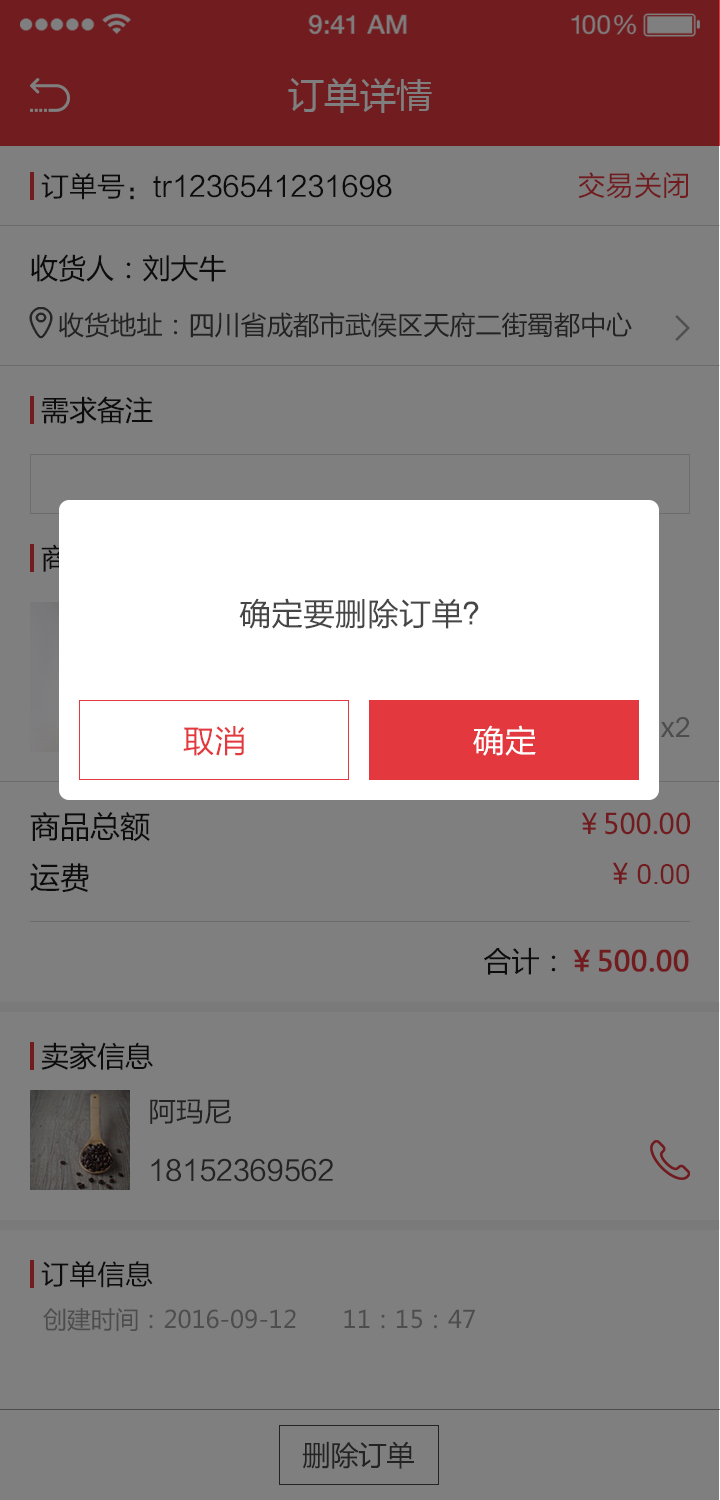 9:41 AM 100%
订单详情
订单号：tr1236541231698 交易关闭
收货人：刘大牛
收货地址：四川省成都市武侯区天府二街蜀都中心
需求备注
商
确定要删除订单?
x2
取消 确定
商品总额 ¥500.00
运费 ¥ 0.00
合计：¥500.00
卖家信息
阿玛尼
18152369562
订单信息
创建时间：2016-09-12 11：15：47
删除订单